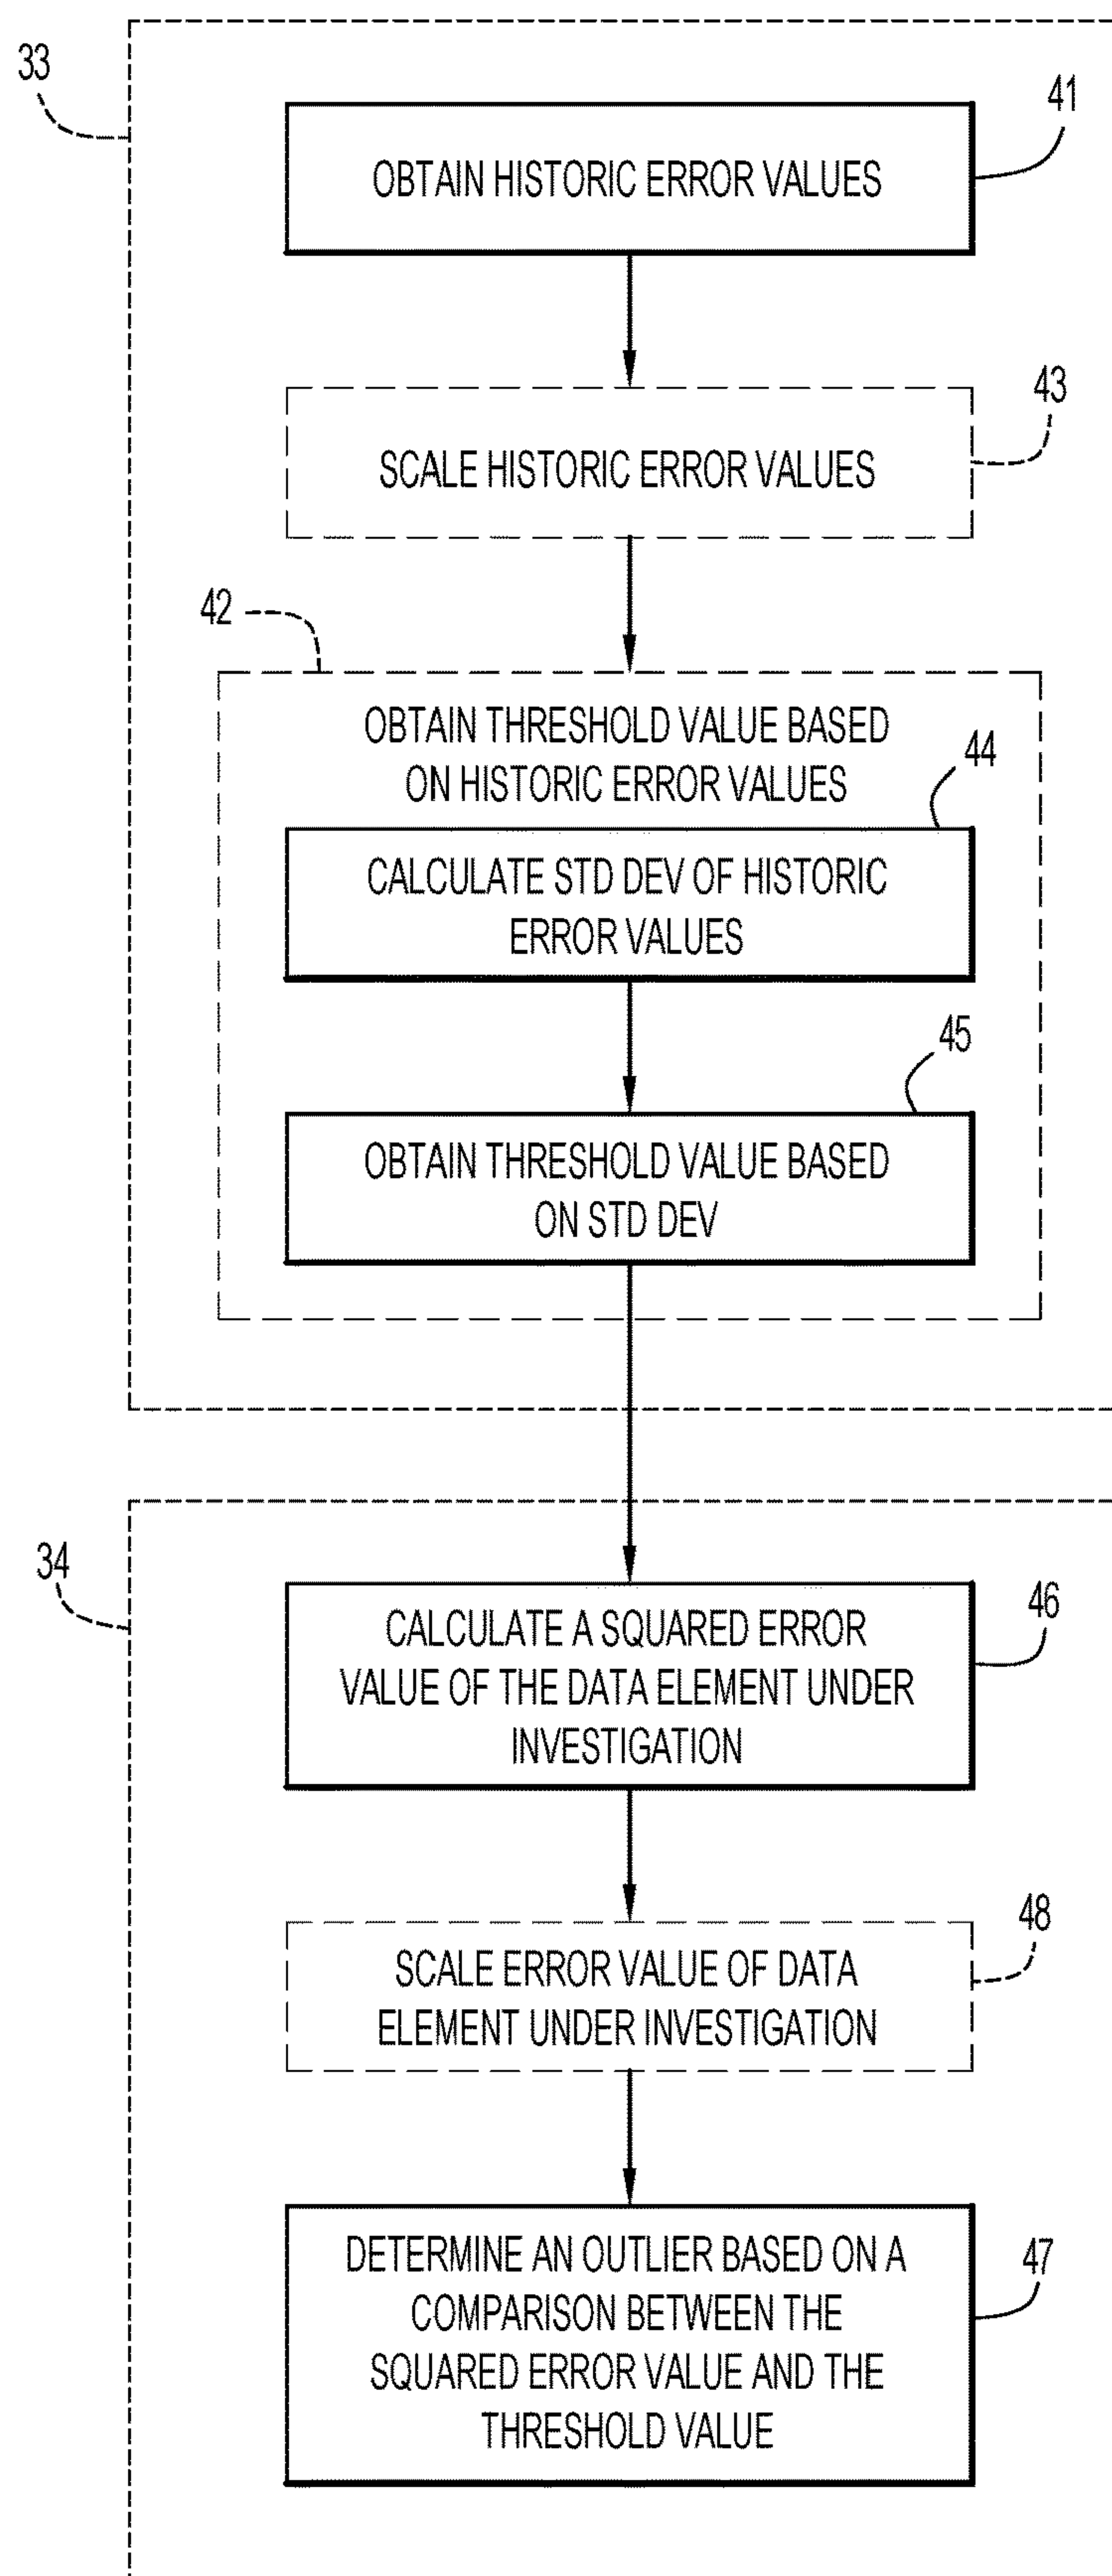 33
41
OBTAIN HISTORIC ERROR VALUES
43
SCALE HISTORIC ERROR VALUES
42
OBTAIN THRESHOLD VALUE BASED
ON HISTORIC ERROR VALUES
44
CALCULATE STD DEV OF HISTORIC
ERROR VALUES
45
OBTAIN THRESHOLD VALUE BASED
ON STD DEV
34
46
CALCULATE A SQUARED ERROR
VALUE OF THE DATA ELEMENT UNDER
INVESTIGATION
48
SCALE ERROR VALUE OF DATA
ELEMENT UNDER INVESTIGATION
47
DETERMINE AN OUTLIER BASED ON A
COMPARISON BETWEEN THE
SQUARED ERROR VALUE AND THE
THRESHOLD VALUE